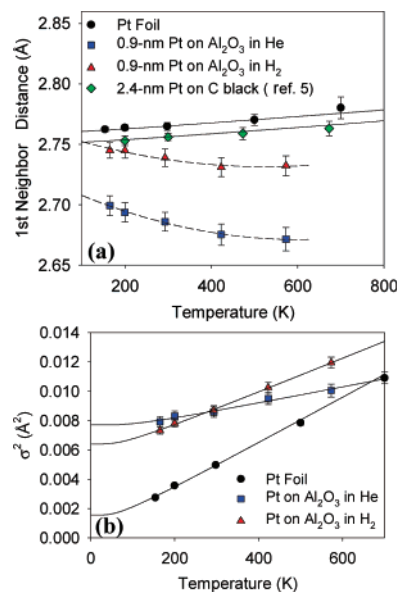 2.85
Pt Foil
0.9-nm Pt on Al₂O₃ in He
0.9-nm Pt on Al₂O₃ in H₂
2.4-nm Pt on C black ( ref. 5)
2.80
2.75
2.70
2.65
1st Neighbor Distance (Å)
(a)
200 400 600 800
Temperature (K)
0.014
0.012
0.010
0.008
0.006
0.004
0.002
0.000
σ² (Å²)
Pt Foil
Pt on Al₂O₃ in He
Pt on Al₂O₃ in H₂
(b)
0 200 400 600
Temperature (K)